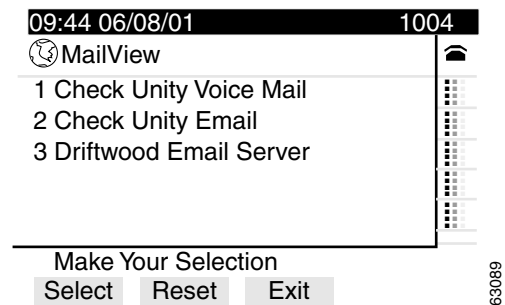 09:44 06/08/01 1004
MailView
1 Check Unity Voice Mail
2 Check Unity Email
3 Driftwood Email Server
Make Your Selection
Select Reset Exit
63089